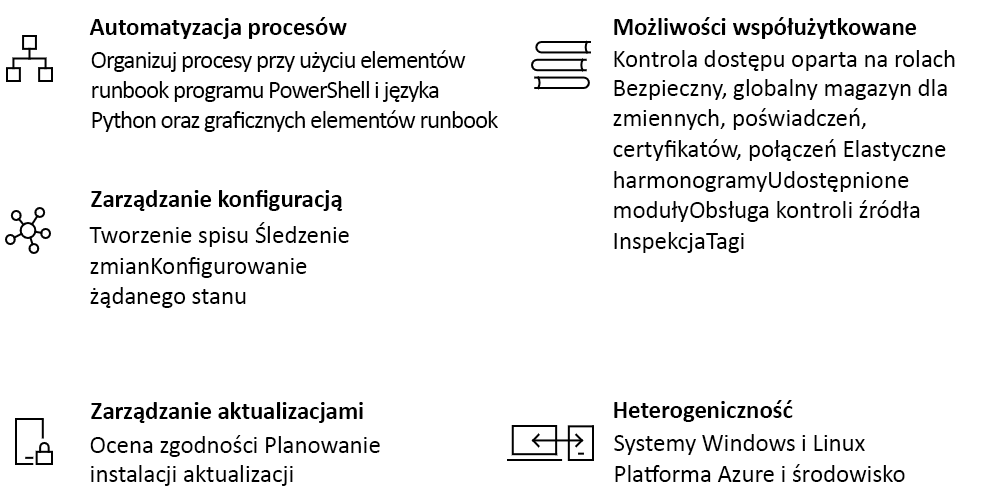 Automatyzacja procesów
Organizuj procesy przy użyciu elementów
runbook programu PowerShell i języka
Python oraz graficznych elementów runbook
Zarządzanie konfiguracją
Tworzenie spisu Śledzenie
zmianKonfigurowanie
żądanego stanu
Zarządzanie aktualizacjami
Ocena zgodności Planowanie
instalacji aktualizacji
Możliwości współużytkowane
Kontrola dostępu oparta na rolach
Bezpieczny, globalny magazyn dla
zmiennych, poświadczeń,
certyfikatów, połączeń Elastyczne
harmonogramyUdostępnione
modułyObsługa kontroli źródła
InspekcjaTagi
Heterogeniczność
Systemy Windows i Linux
Platforma Azure i środowisko